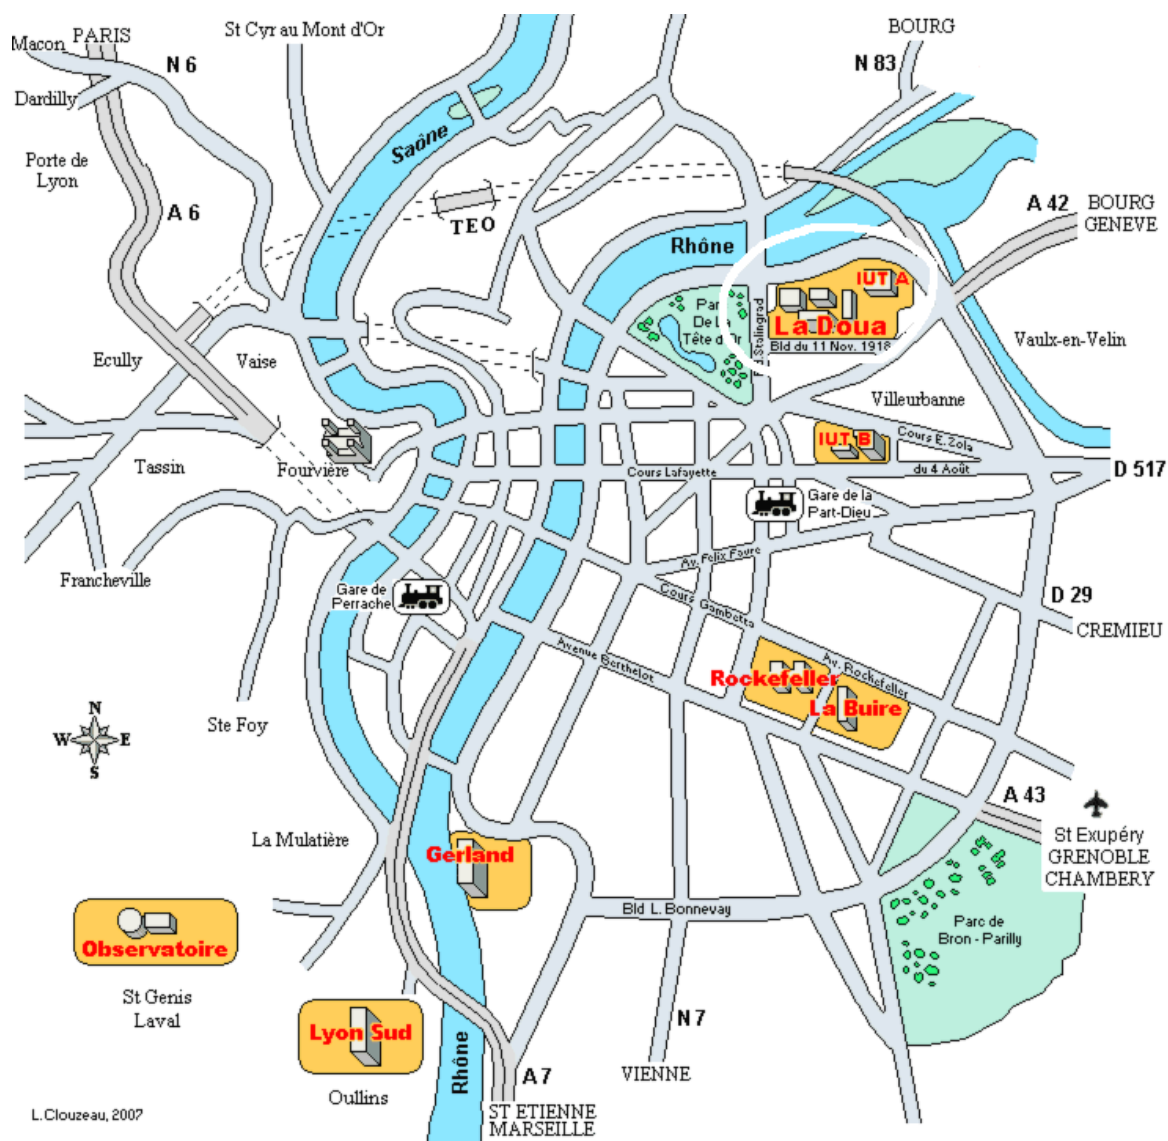 St Cyr au Mont d'Or
BOURG
PARIS
Macon
N 6
N 83
Dardilly
Saône
Porte de
Lyon
A 6
TEO
A 42
BOURG
GENEVE
Rhône
IUT A
Parc
De La
Tête d'Or
La Doua
Bld du 11 Nov. 1918
Vaulx-en-Velin
Ecully
Vaise
Villeurbanne
IUT B
Cours E. Zola
Tassin
Fourvière
Cours Lafayette
du 4 Août
D 517
Gare de la
Part-Dieu
Av. Felix Faure
Francheville
Gare de
Perrache
Cours Gambetta
D 29
CREMIEU
Avenue Berthelot
Av. Rockefeller
Rockefeller
La Buire
Ste Foy
N
W
E
S
A 43
La Mulatière
Gerland
St Exupéry
GRENOBLE
CHAMBERY
Bld L. Bonnevay
Parc de
Bron - Parilly
Observatoire
St Genis
Laval
Lyon Sud
N 7
Rhône
A 7
VIENNE
Oullins
L. Clouzeau, 2007
ST ETIENNE
MARSEILLE